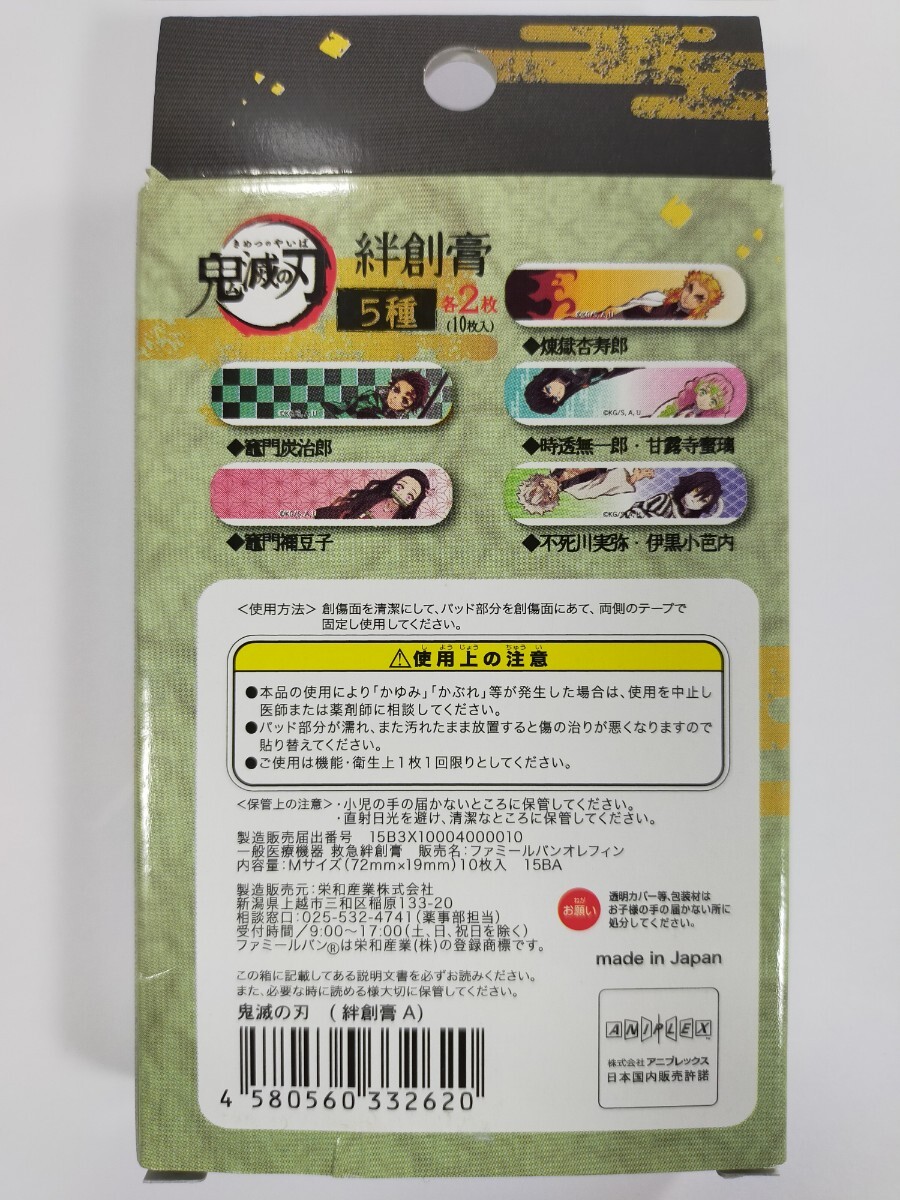 きめつのやいば
鬼滅の刃
絆創膏
5種
各2枚
(10枚入)
©KG/S, A, U
◆煉獄杏寿郎
©KG/S, A, U
◆竈門炭治郎
©KG/S, A, U
◆時透無一郎・甘露寺蜜璃
©KG/S, A, U
◆竈門禰豆子
©KG/S, A, U
◆不死川実弥・伊黒小芭内
<使用方法> 創傷面を清潔にして、パッド部分を創傷面にあて、両側のテープで
固定し使用してください。
しようじょう ちゅうい
⚠使用上の注意
●本品の使用により「かゆみ」「かぶれ」等が発生した場合は、使用を中止し
医師または薬剤師に相談してください。
●パッド部分が濡れ、また汚れたまま放置すると傷の治りが悪くなりますので
貼り替えてください。
●ご使用は機能・衛生上1枚1回限りとしてください。
<保管上の注意>・小児の手の届かないところに保管してください。
・直射日光を避け、清潔なところに保管してください。
製造販売届出番号 15B3X10004000010
一般医療機器 救急絆創膏 販売名:ファミールバンオレフィン
内容量:Mサイズ(72mm×19mm)10枚入 15BA
製造販売元:栄和産業株式会社
新潟県上越市三和区稲原133-20
相談窓口:025-532-4741(薬事部担当)
受付時間/9:00~17:00(土、日、祝日を除く)
ファミールバン®は栄和産業(株)の登録商標です。
ねが
お願い
透明カバー等、包装材は
お子様の手の届かない所に
処分してください。
made in Japan
この箱に記載してある説明文書を必ずお読みください。
また、必要な時に読める様大切に保管してください。
鬼滅の刃 (絆創膏A)
4 580560 332620
ANIPLEX
株式会社アニプレックス
日本国内販売許諾